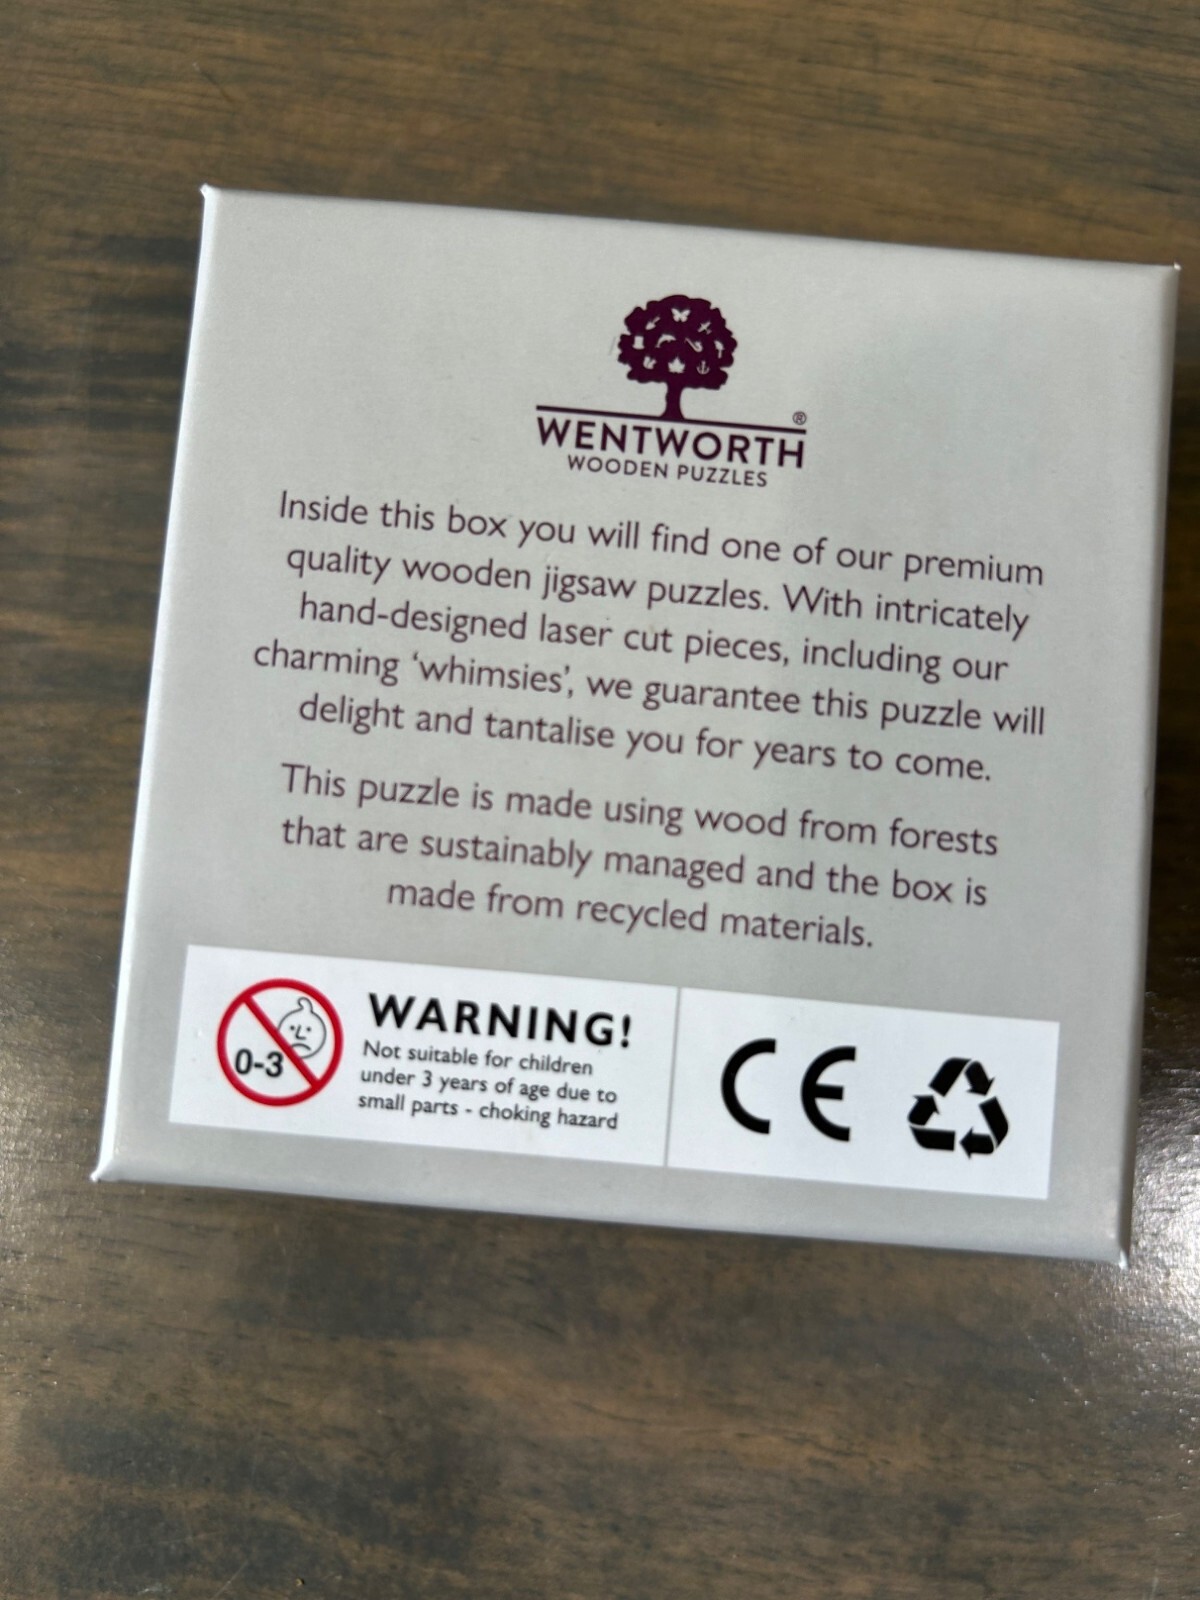 WENTWORTH®
WOODEN PUZZLES
Inside this box you will find one of our premium
quality wooden jigsaw puzzles. With intricately
hand-designed laser cut pieces, including our
charming ‘whimsies’, we guarantee this puzzle will
delight and tantalise you for years to come.
This puzzle is made using wood from forests
that are sustainably managed and the box is
made from recycled materials.
0-3
WARNING!
Not suitable for children
under 3 years of age due to
small parts - choking hazard
CE